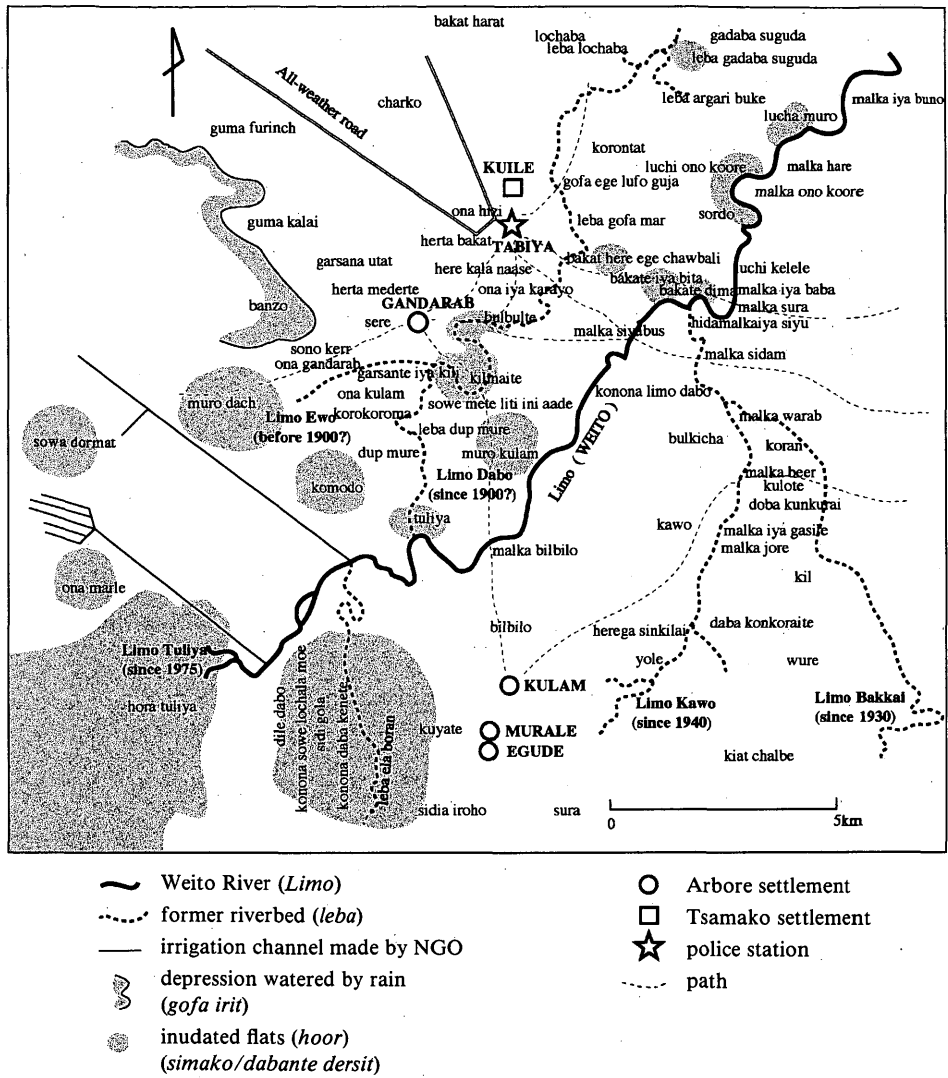 bakat harat
lochaba
leba lochaba
gadaba suguda
leba gadaba suguda
All-weather road
charko
leba argari buke
malka iya buno
lucha muro
guma furinch
korontat
KUILE
luchi ono koore
malka hare
gofa ege lufo guja
malka ono koore
ona hizi
sordo
guma kalai
leba gofa mar
herta bakat
TABIYA
garsana utat
here kala naase
bakat here ege chawbali
luchi kelele
bakate iya bita
herta mederte
ona iya karayo
bakate dima
malka iya baba
banzo
GANDARAB
malka sura
sere
bulbulte
malka siyabus
hidamalkaiya siyu
sono kerr
ona gandarab
malka sidam
garsante iya kili
kilmaite
muro dach
ona kulam
konona limo dabo
Limo Ewo
(before 1900?)
korokoroma
sowe mete liti ini aade
malka warab
leba dup mure
bulkicha
koran
sowa dormat
dup mure
muro kulam
Limo Dabo
(since 1900?)
Limo (WEITO)
malka beer
kulote
komodo
doba kunkurai
tuliya
kawo
malka iya gasile
malka jore
malka bilbilo
ona marle
kil
bilbilo
herega sinkilai
daba konkoraite
Limo Tuliya
(since 1975)
yole
wure
KULAM
hora tuliya
Limo Kawo
(since 1940)
Limo Bakkai
(since 1930)
dile dabo
konona sowe lochala moe
sidi gola
konona daba kenete
leba ela boran
kuyate
MURALE
EGUDE
kiat chalbe
sidia iroho
sura
0
5km
Weito River (Limo)
former riverbed (leba)
irrigation channel made by NGO
depression watered by rain
(gofa irit)
inudated flats (hoor)
(simako/dabante dersit)
Arbore settlement
Tsamako settlement
police station
path